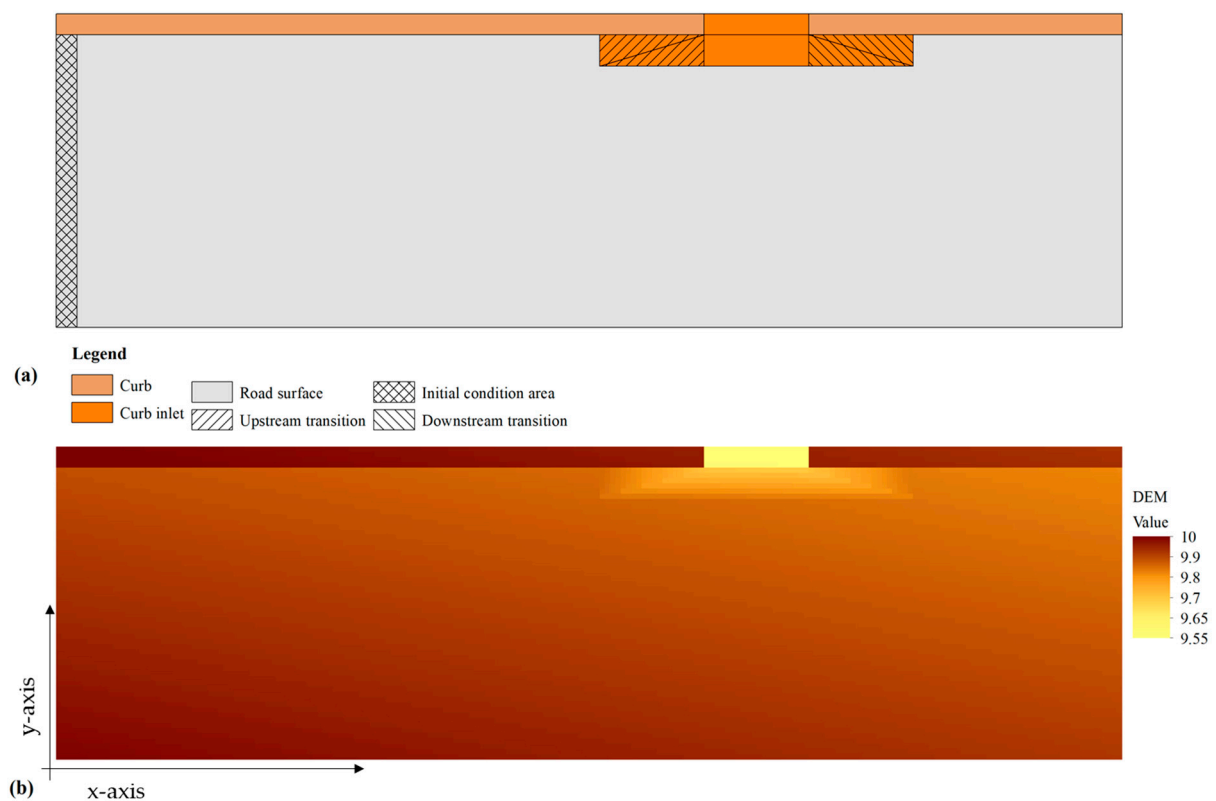 (a)
Legend
Curb
Curb inlet
Road surface
Upstream transition
Initial condition area
Downstream transition
DEM
Value
10
9.9
9.8
9.7
9.65
9.55
y-axis
(b)
x-axis